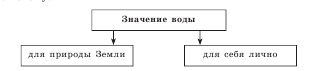 Значение воды
для природы Земли
для себя лично